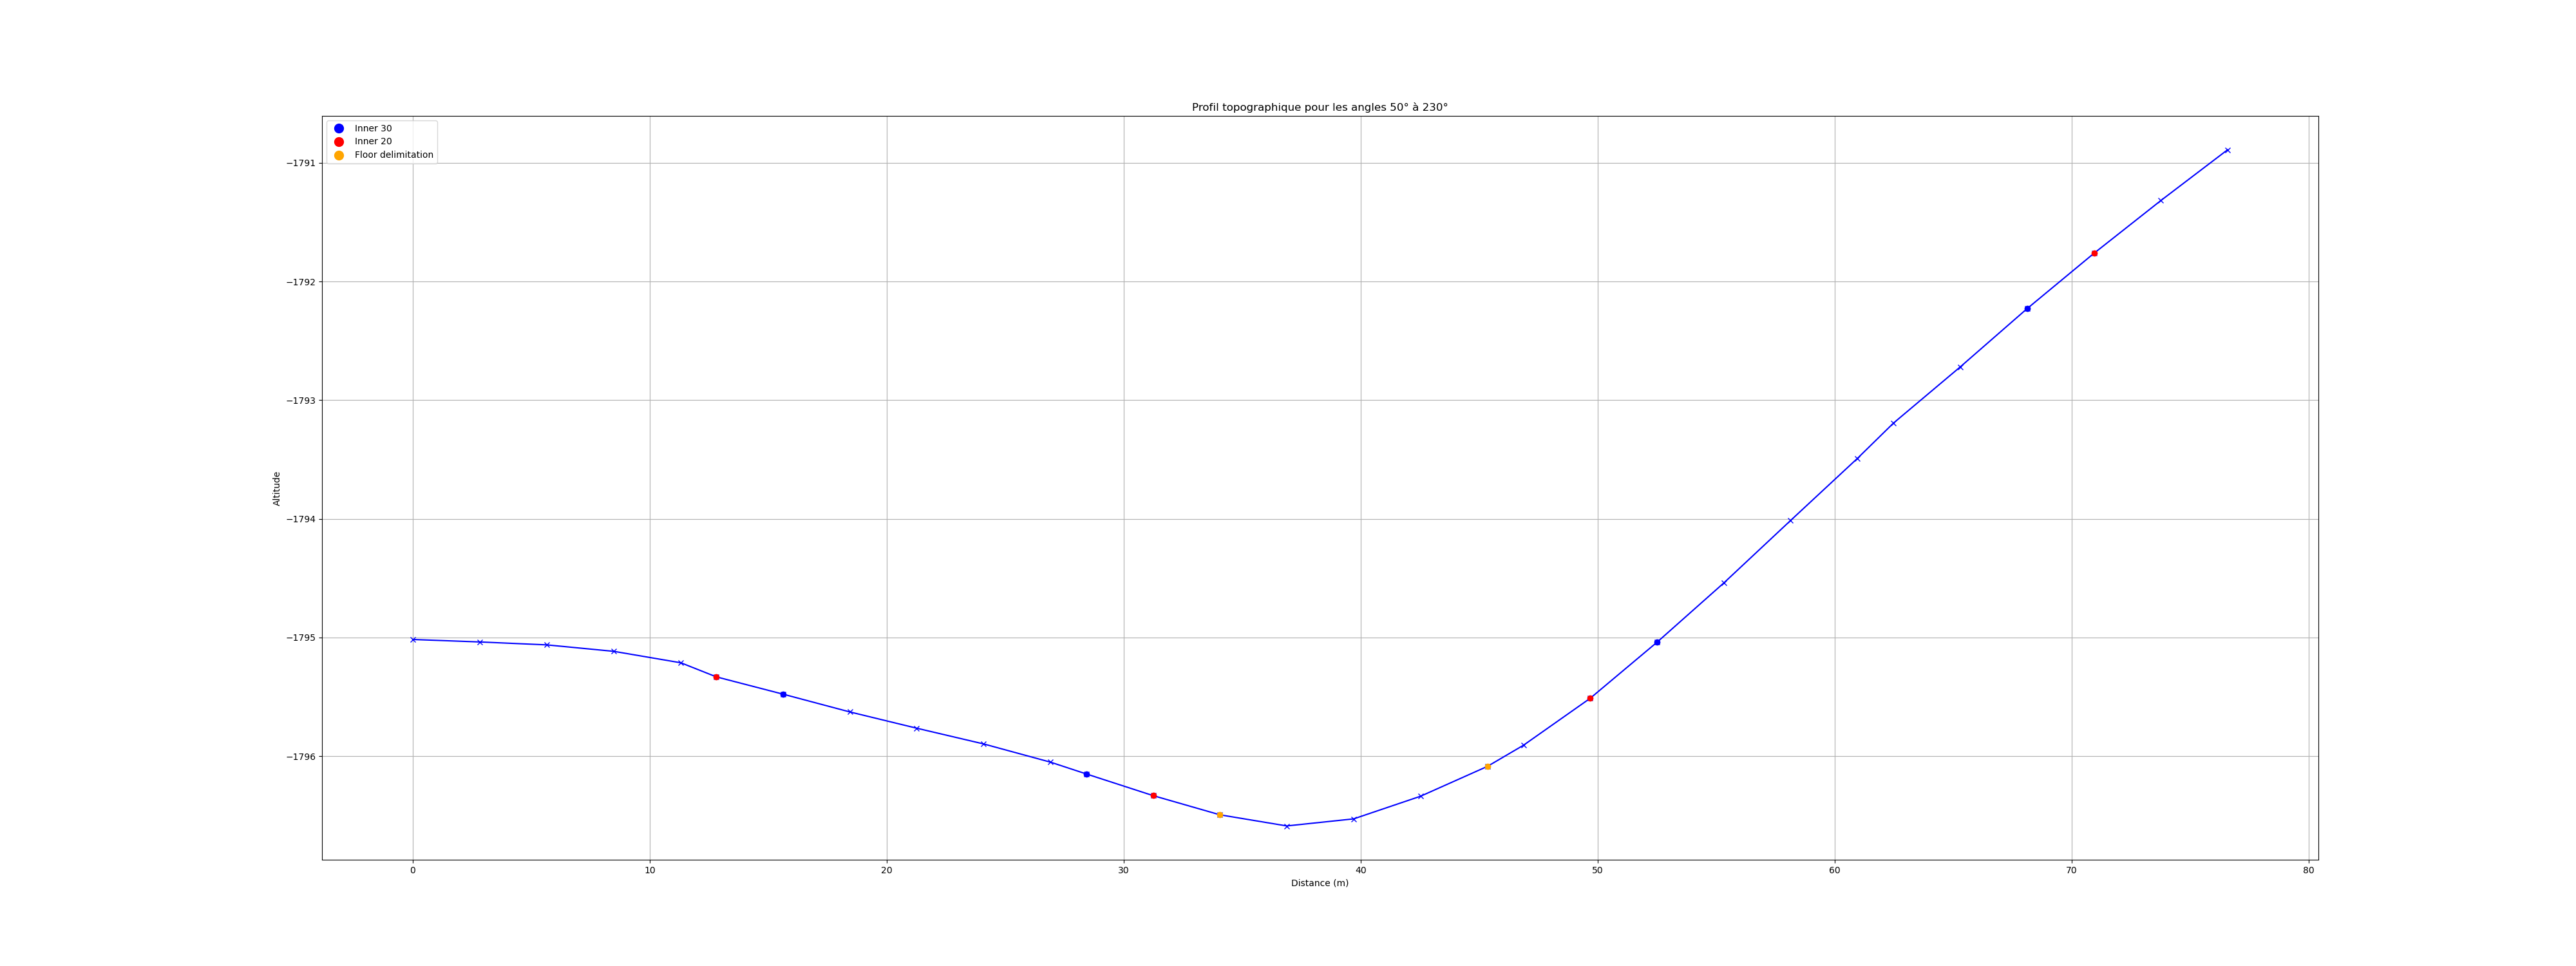 Profil topographique pour les angles 50° à 230°
Inner 30
Inner 20
Floor delimitation
−1791
−1792
−1793
−1794
−1795
−1796
Altitude
0 10 20 30 40 50 60 70 80
Distance (m)